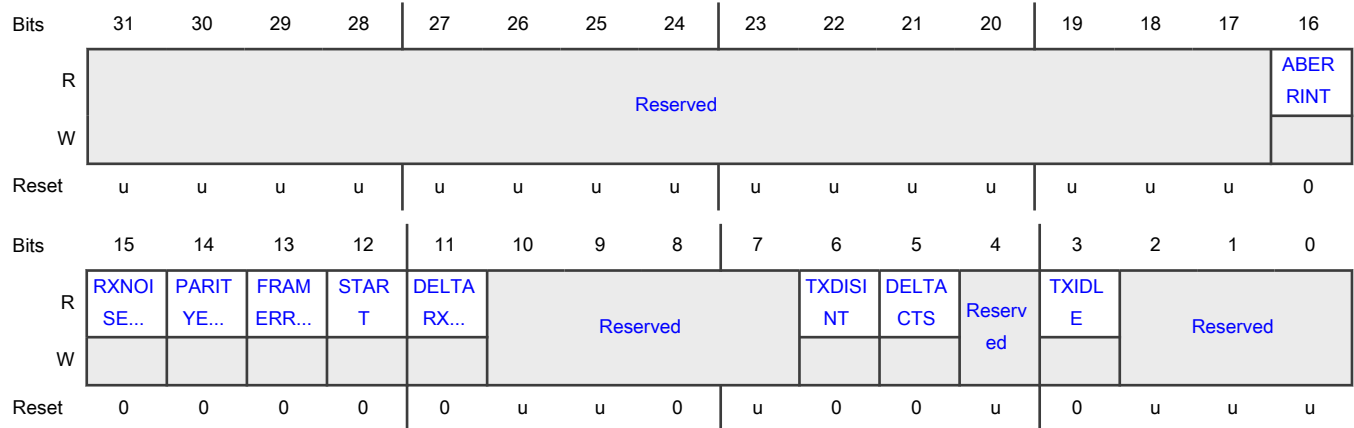 Bits 31 30 29 28 27 26 25 24 23 22 21 20 19 18 17 16
R Reserved ABER
RINT
W
Reset u u u u u u u u u u u u u u u 0
Bits 15 14 13 12 11 10 9 8 7 6 5 4 3 2 1 0
R RXNOI PARIT FRAM STAR DELTA Reserved TXDISI DELTA Reserv TXIDL Reserved
SE... YE... ERR... T RX... NT CTS ed E
W
Reset 0 0 0 0 0 u u 0 u 0 0 u 0 u u u